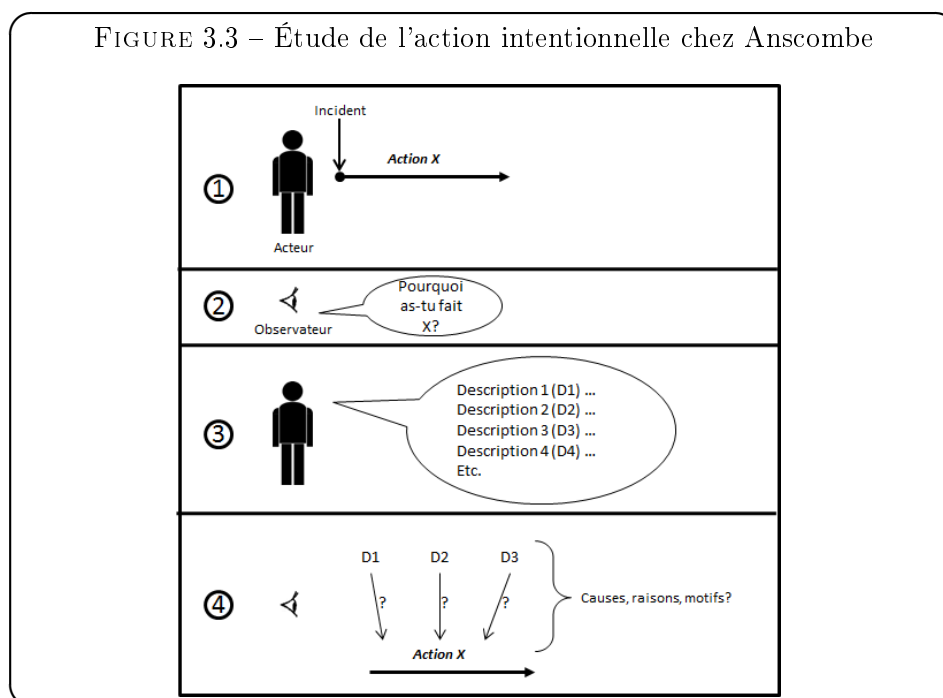 FIGURE 3.3 – Étude de l'action intentionnelle chez Anscombe
Incident
Action X
1
Acteur
2
Observateur
Pourquoi
as-tu fait
X?
3
Description 1 (D1) ...
Description 2 (D2) ...
Description 3 (D3) ...
Description 4 (D4) ...
Etc.
D1 D2 D3
4
? ? ?
Causes, raisons, motifs?
Action X